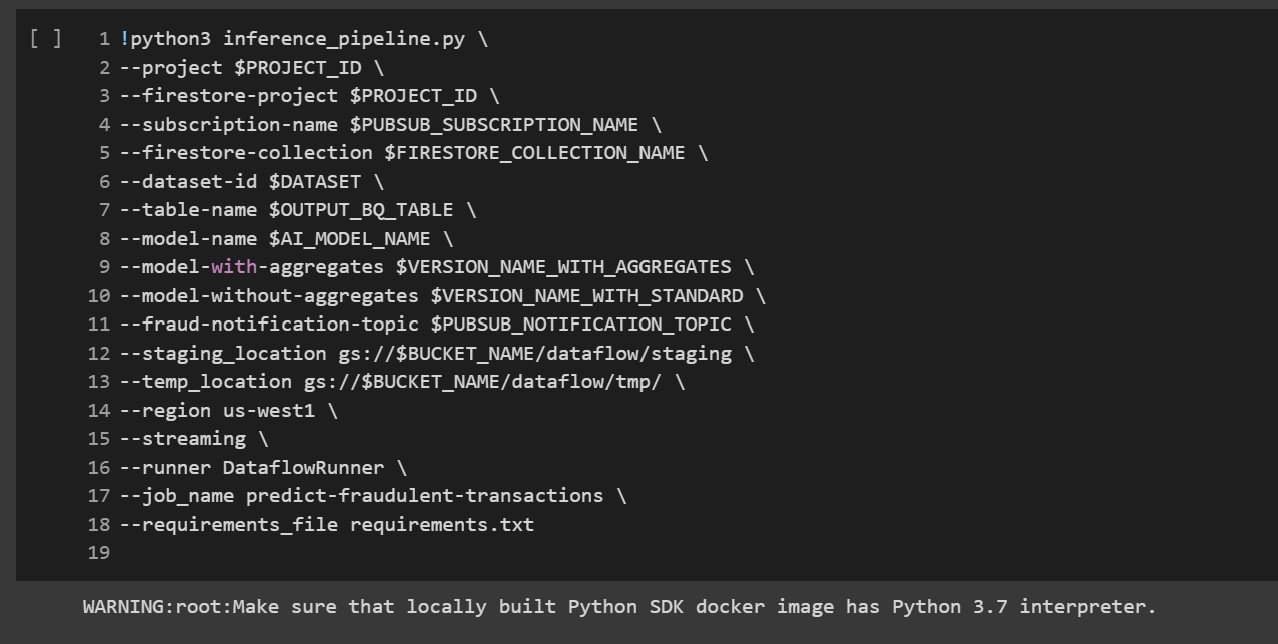 [ ] 1 !python3 inference_pipeline.py \
2 --project $PROJECT_ID \
3 --firestore-project $PROJECT_ID \
4 --subscription-name $PUBSUB_SUBSCRIPTION_NAME \
5 --firestore-collection $FIRESTORE_COLLECTION_NAME \
6 --dataset-id $DATASET \
7 --table-name $OUTPUT_BQ_TABLE \
8 --model-name $AI_MODEL_NAME \
9 --model-with-aggregates $VERSION_NAME_WITH_AGGREGATES \
10 --model-without-aggregates $VERSION_NAME_WITH_STANDARD \
11 --fraud-notification-topic $PUBSUB_NOTIFICATION_TOPIC \
12 --staging_location gs://$BUCKET_NAME/dataflow/staging \
13 --temp_location gs://$BUCKET_NAME/dataflow/tmp/ \
14 --region us-west1 \
15 --streaming \
16 --runner DataflowRunner \
17 --job_name predict-fraudulent-transactions \
18 --requirements_file requirements.txt
19
WARNING:root:Make sure that locally built Python SDK docker image has Python 3.7 interpreter.